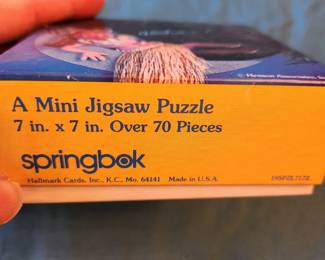 A Mini Jigsaw Puzzle
7 in. x 7 in. Over 70 Pieces
springbok
Hallmark Cards, Inc., K.C., Mo. 64141 Made in U.S.A.